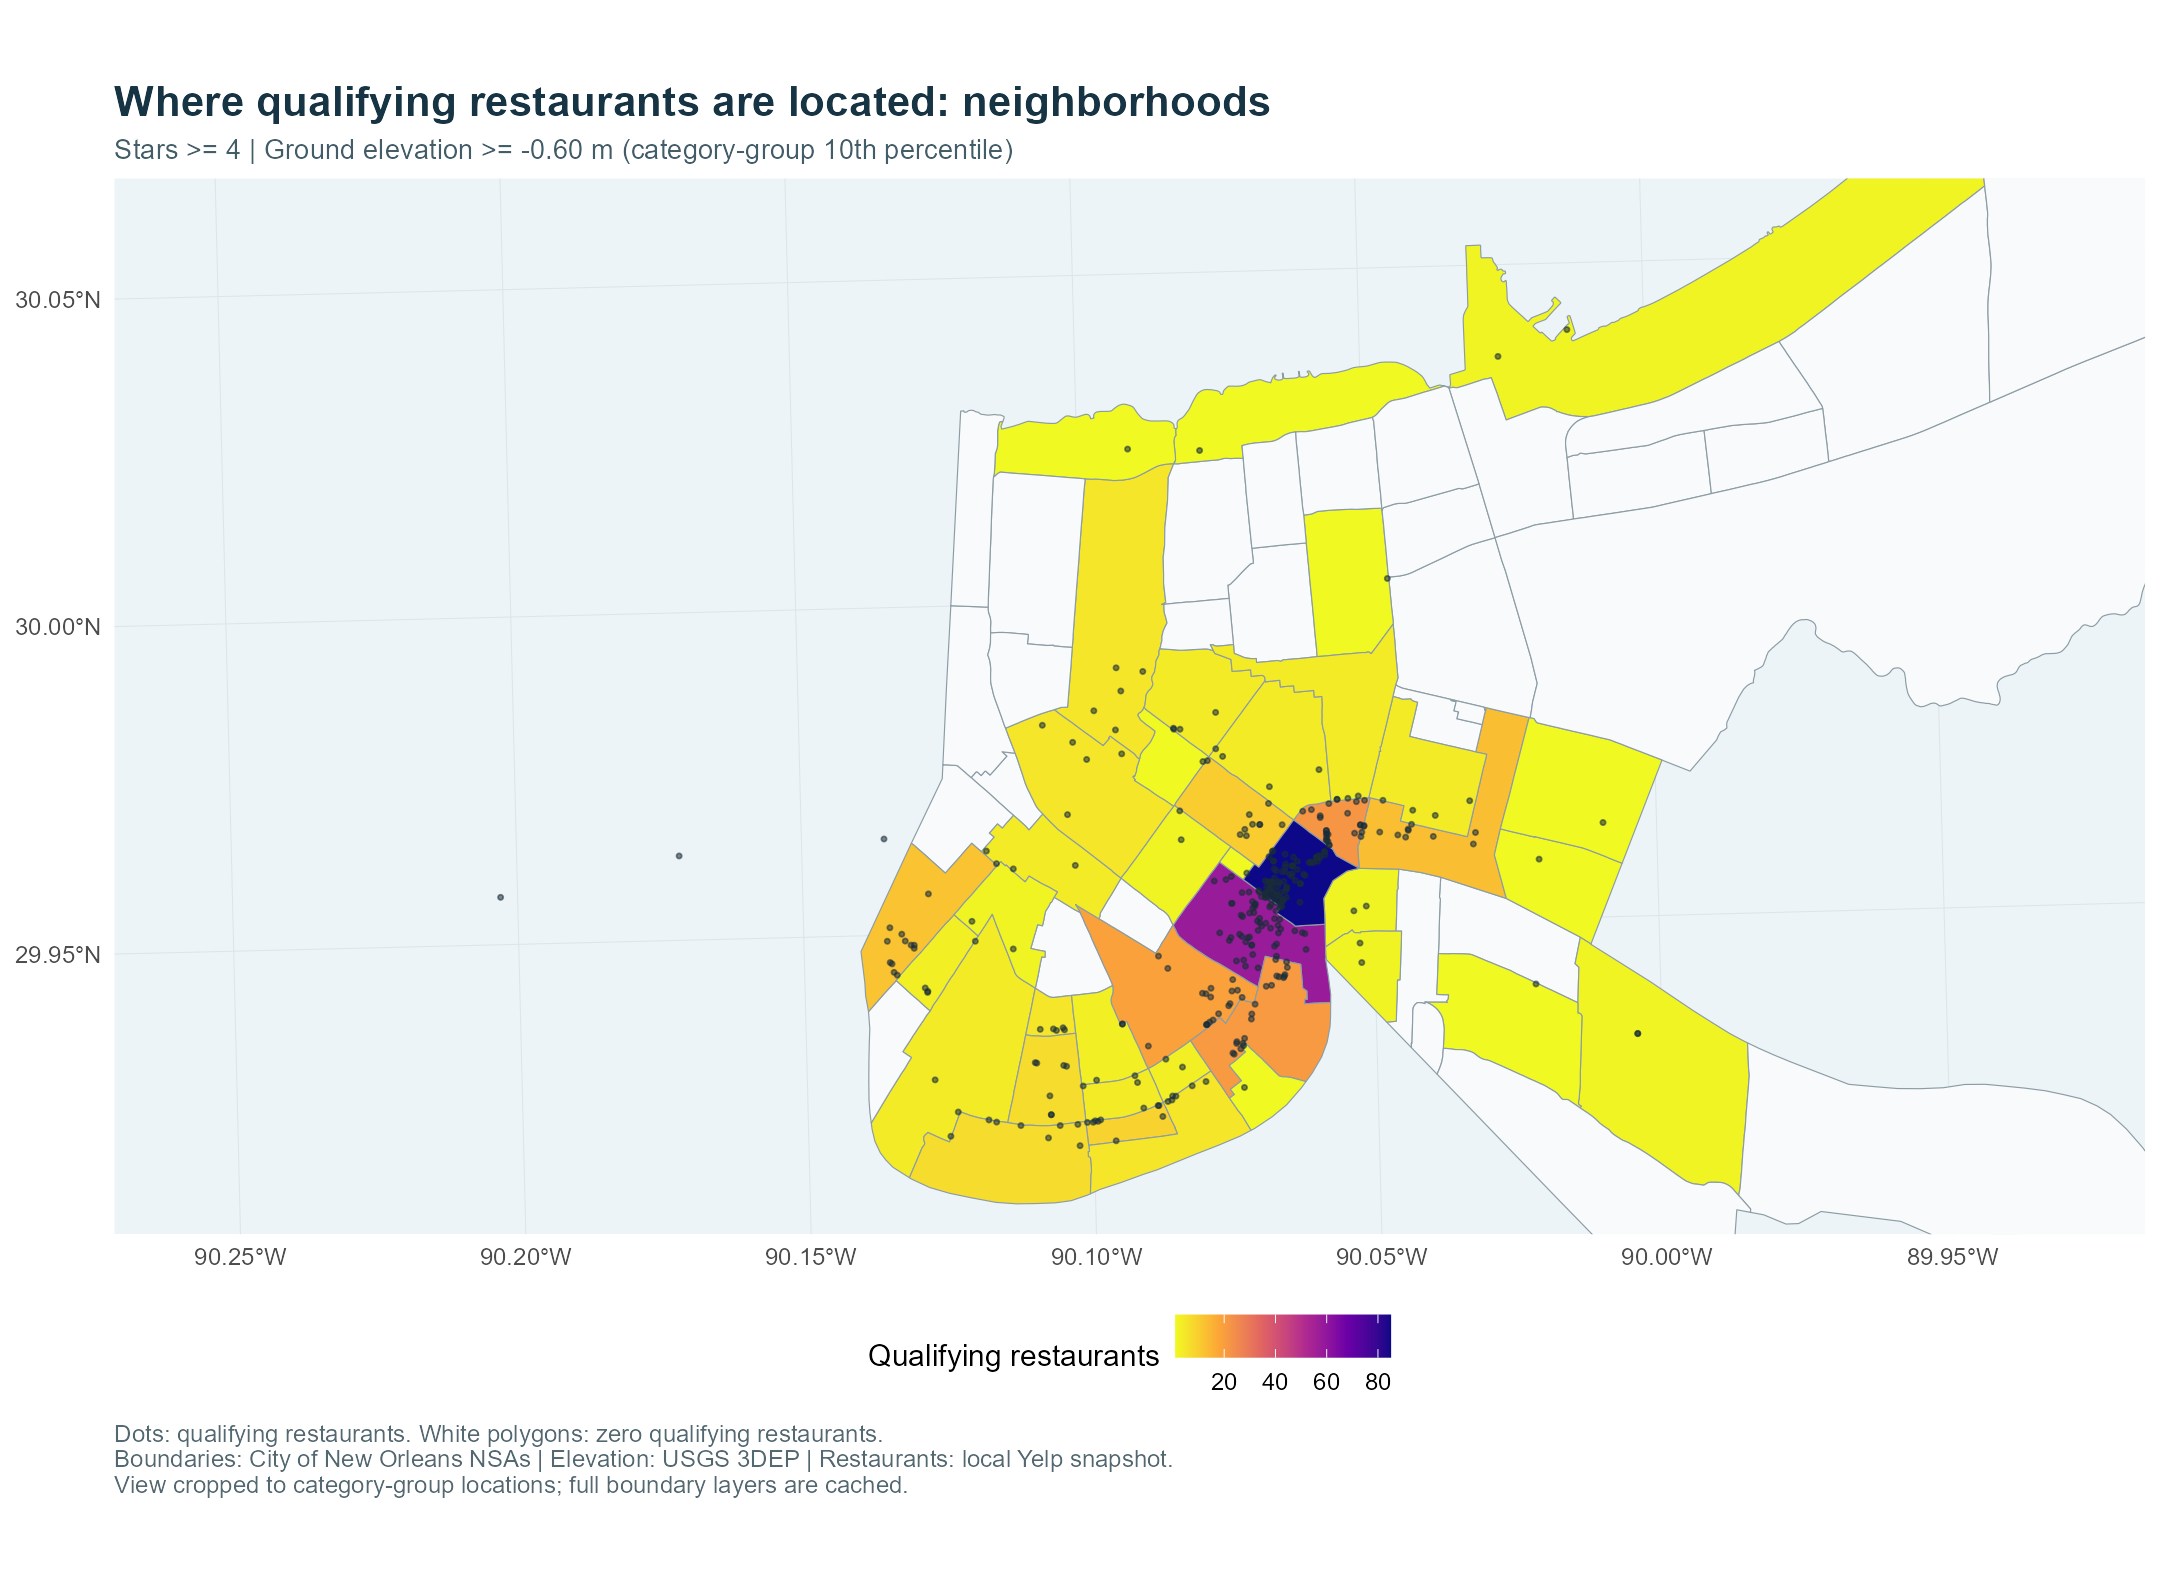 Where qualifying restaurants are located: neighborhoods
Stars >= 4 | Ground elevation >= -0.60 m (category-group 10th percentile)
30.05°N
30.00°N
29.95°N
90.25°W
90.20°W
90.15°W
90.10°W
90.05°W
90.00°W
89.95°W
Qualifying restaurants
20
40
60
80
Dots: qualifying restaurants. White polygons: zero qualifying restaurants.
Boundaries: City of New Orleans NSAs | Elevation: USGS 3DEP | Restaurants: local Yelp snapshot.
View cropped to category-group locations; full boundary layers are cached.